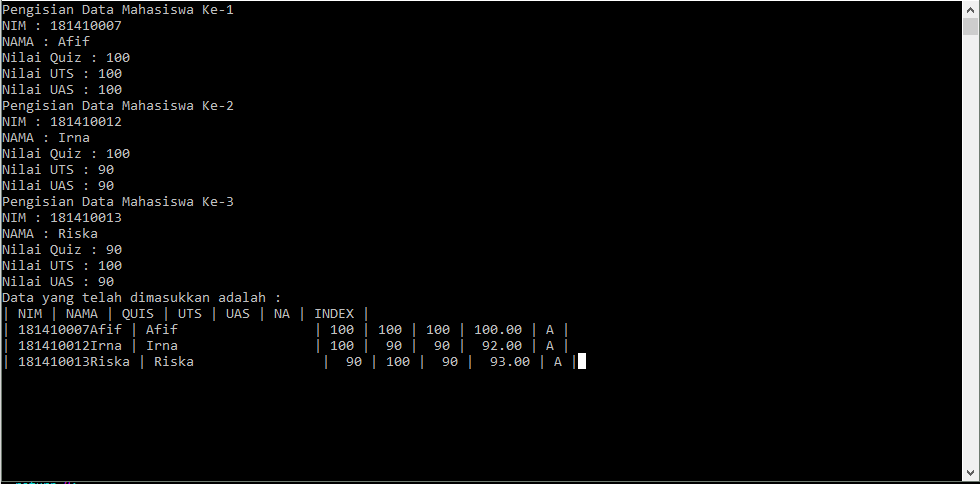 Pengisian Data Mahasiswa Ke-1
NIM : 181410007
NAMA : Afif
Nilai Quiz : 100
Nilai UTS : 100
Nilai UAS : 100
Pengisian Data Mahasiswa Ke-2
NIM : 181410012
NAMA : Irna
Nilai Quiz : 100
Nilai UTS : 90
Nilai UAS : 90
Pengisian Data Mahasiswa Ke-3
NIM : 181410013
NAMA : Riska
Nilai Quiz : 90
Nilai UTS : 100
Nilai UAS : 90
Data yang telah dimasukkan adalah :
| NIM | NAMA | QUIS | UTS | UAS | NA | INDEX |
| 181410007Afif | Afif                 | 100 | 100 | 100 | 100.00 | A |
| 181410012Irna | Irna                 | 100 |  90 |  90 |  92.00 | A |
| 181410013Riska | Riska                |  90 | 100 |  90 |  93.00 | A |